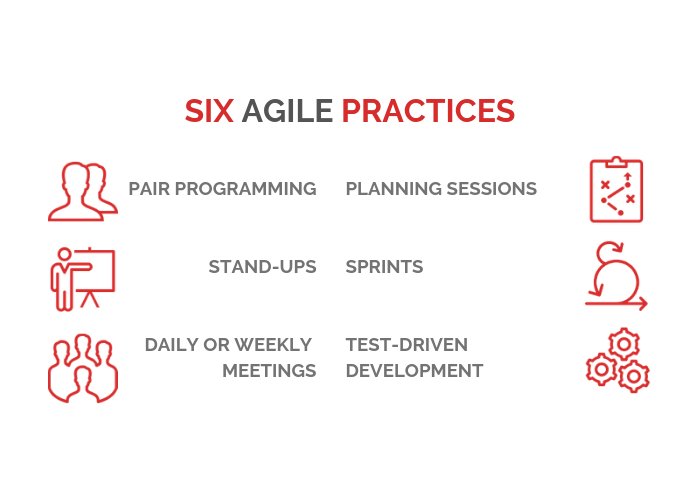 SIX AGILE PRACTICES
PAIR PROGRAMMING
PLANNING SESSIONS
STAND-UPS
SPRINTS
DAILY OR WEEKLY
MEETINGS
TEST-DRIVEN
DEVELOPMENT